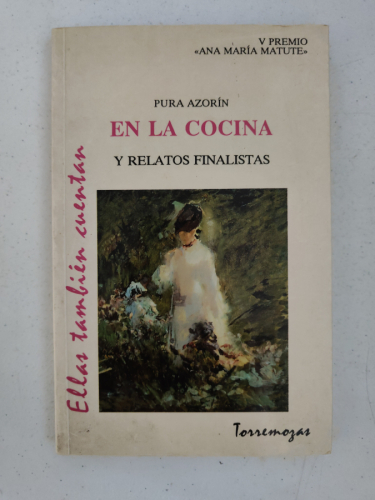 V PREMIO
«ANA MARÍA MATUTE»
PURA AZORÍN
EN LA COCINA
Y RELATOS FINALISTAS
Ellas también cuentan
Torremozas